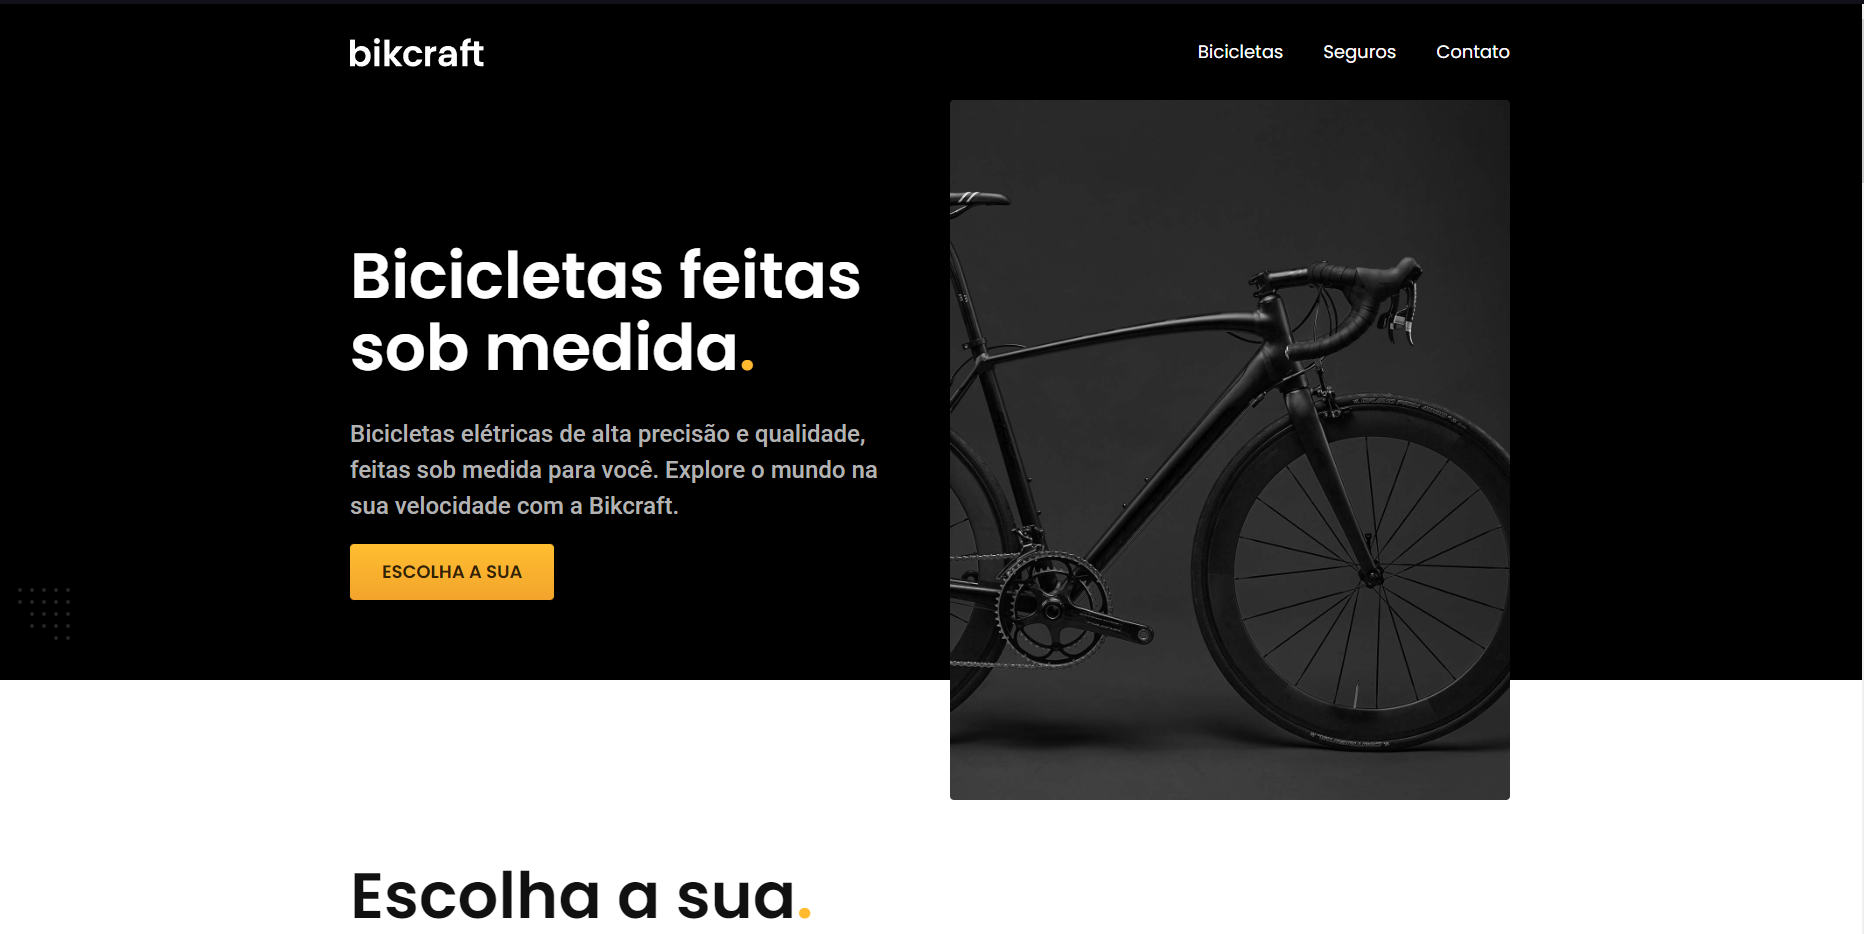 bikcraft
Bicicletas
Seguros
Contato
Bicicletas feitas
sob medida.
Bicicletas elétricas de alta precisão e qualidade,
feitas sob medida para você. Explore o mundo na
sua velocidade com a Bikcraft.
ESCOLHA A SUA
Escolha a sua.